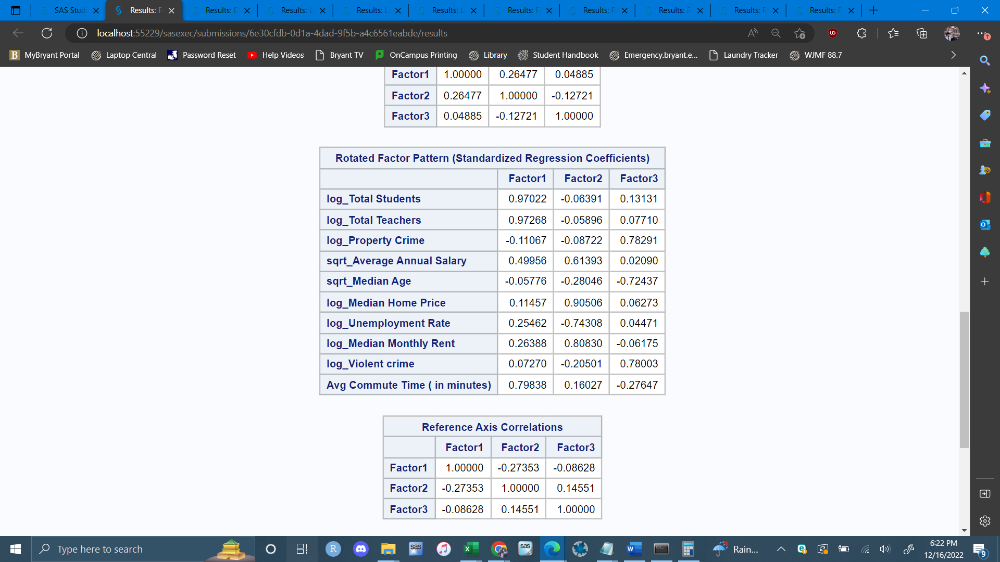 SAS Studi
Results: F
Results: D
Results: L
Results: L
Results: L
Results: F
Results: F
Results: F
Results: F
Results: F
localhost:55229/sasexec/submissions/6e30cfdb-0d1a-4dad-9f5b-a4c6561eabde/results
MyBryant Portal Laptop Central Password Reset Help Videos Bryant TV OnCampus Printing Library Student Handbook Emergency.bryant.e... Laundry Tracker WJMF 88.7
Factor1 1.00000 0.26477 0.04885
Factor2 0.26477 1.00000 -0.12721
Factor3 0.04885 -0.12721 1.00000
Rotated Factor Pattern (Standardized Regression Coefficients)
Factor1 Factor2 Factor3
log_Total Students 0.97022 -0.06391 0.13131
log_Total Teachers 0.97268 -0.05896 0.07710
log_Property Crime -0.11067 -0.08722 0.78291
sqrt_Average Annual Salary 0.49956 0.61393 0.02090
sqrt_Median Age -0.05776 -0.28046 -0.72437
log_Median Home Price 0.11457 0.90506 0.06273
log_Unemployment Rate 0.25462 -0.74308 0.04471
log_Median Monthly Rent 0.26388 0.80830 -0.06175
log_Violent crime 0.07270 -0.20501 0.78003
Avg Commute Time ( in minutes) 0.79838 0.16027 -0.27647
Reference Axis Correlations
Factor1 Factor2 Factor3
Factor1 1.00000 -0.27353 -0.08628
Factor2 -0.27353 1.00000 0.14551
Factor3 -0.08628 0.14551 1.00000
Type here to search
Rain...
6:22 PM
12/16/2022
9